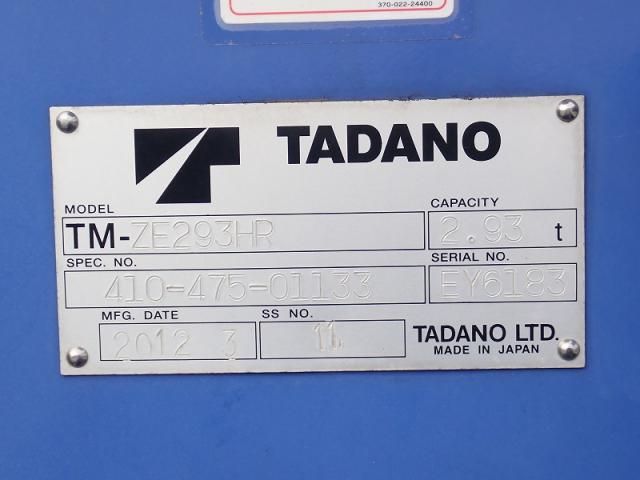 370-022-24400
TADANO
MODEL
TM-ZE293HR
CAPACITY
2.93 t
SPEC. NO.
410-475-01133
SERIAL NO.
EY6183
MFG. DATE
2012 3
SS NO.
11
TADANO LTD.
MADE IN JAPAN